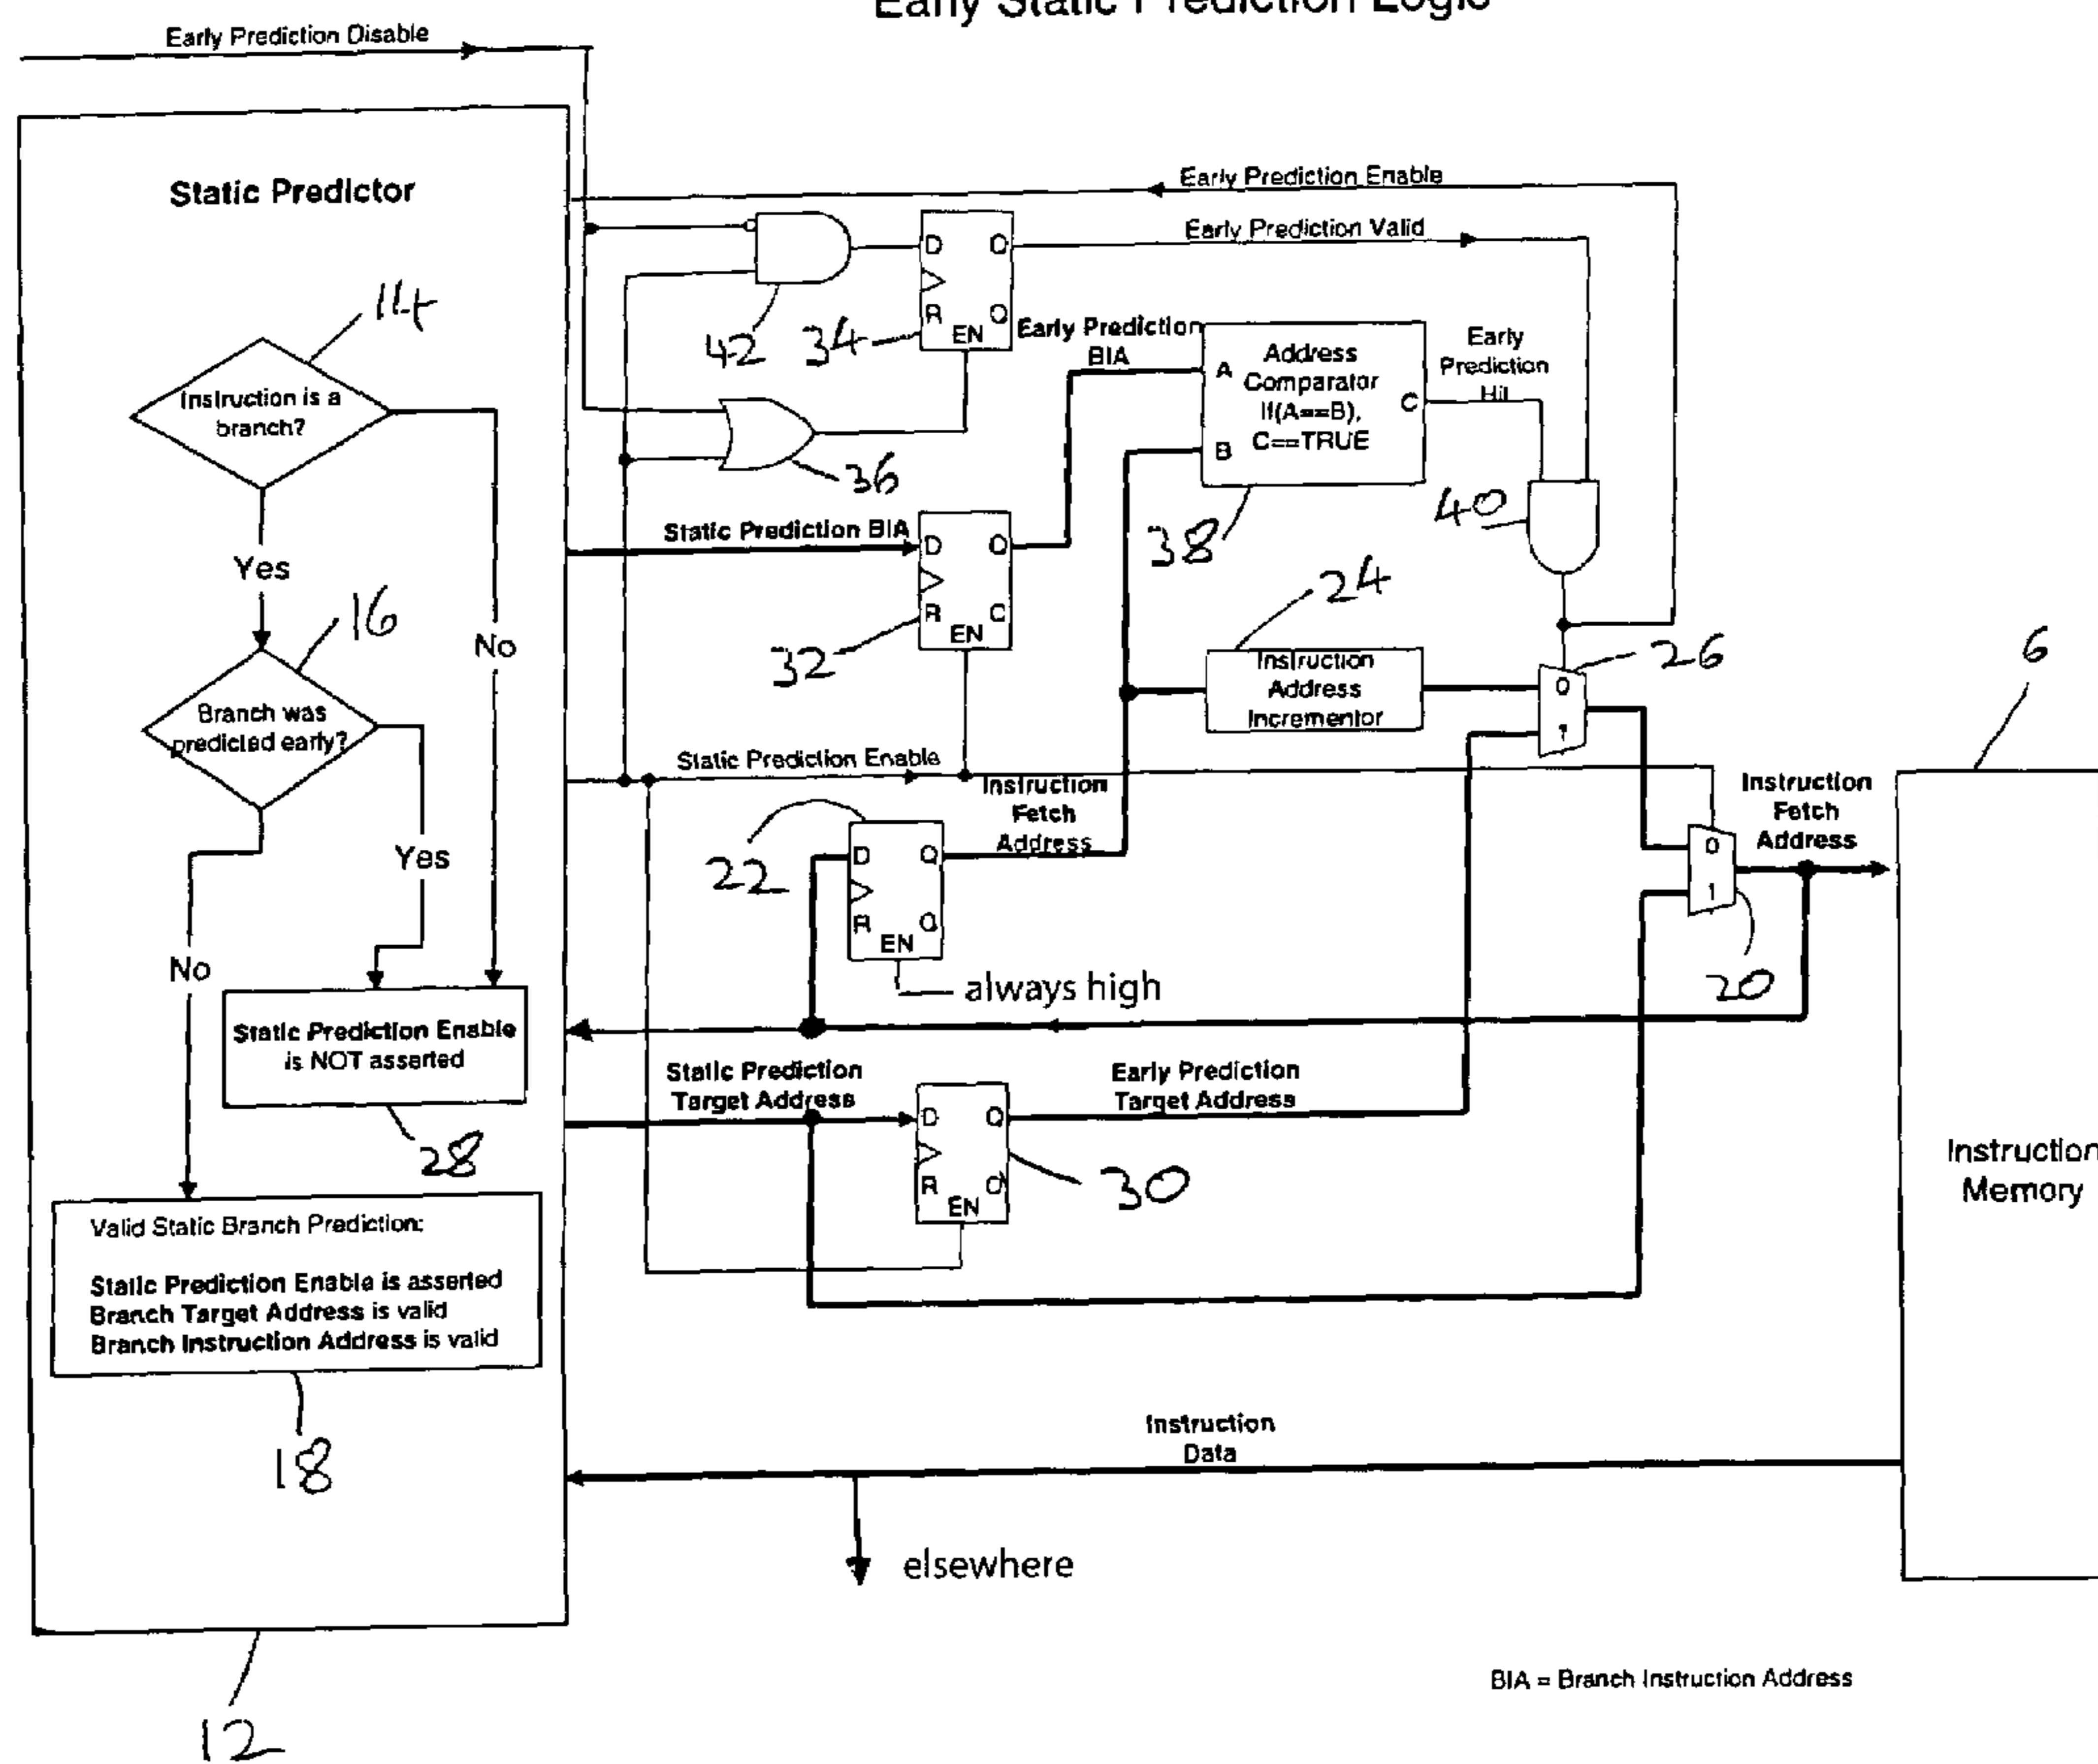 Early Static Prediction Logic
Early Prediction Disable
Static Predictor
Early Prediction Enable
Early Prediction Valid
14
Instruction is a
branch?
Yes
No
16
Branch was
predicted early?
Yes
No
Static Prediction Enable
is NOT asserted
28
Valid Static Branch Prediction:
Static Prediction Enable is asserted
Branch Target Address is valid
Branch Instruction Address is valid
18
12
42
D
Q
R
Q
EN
34
36
Early Prediction
BIA
A
B
C
Address
Comparator
If(A==B),
C==TRUE
38
Early
Prediction
Hit
40
Static Prediction BIA
D
Q
R
EN
32
24
Instruction
Address
Incrementor
0
1
26
6
Static Prediction Enable
Instruction
Fetch
Address
22
D
Q
R
Q
EN
always high
Instruction
Fetch
Address
0
1
20
Static Prediction
Target Address
D
Q
R
EN
30
Early Prediction
Target Address
Instruction
Memory
Instruction
Data
elsewhere
BIA = Branch Instruction Address